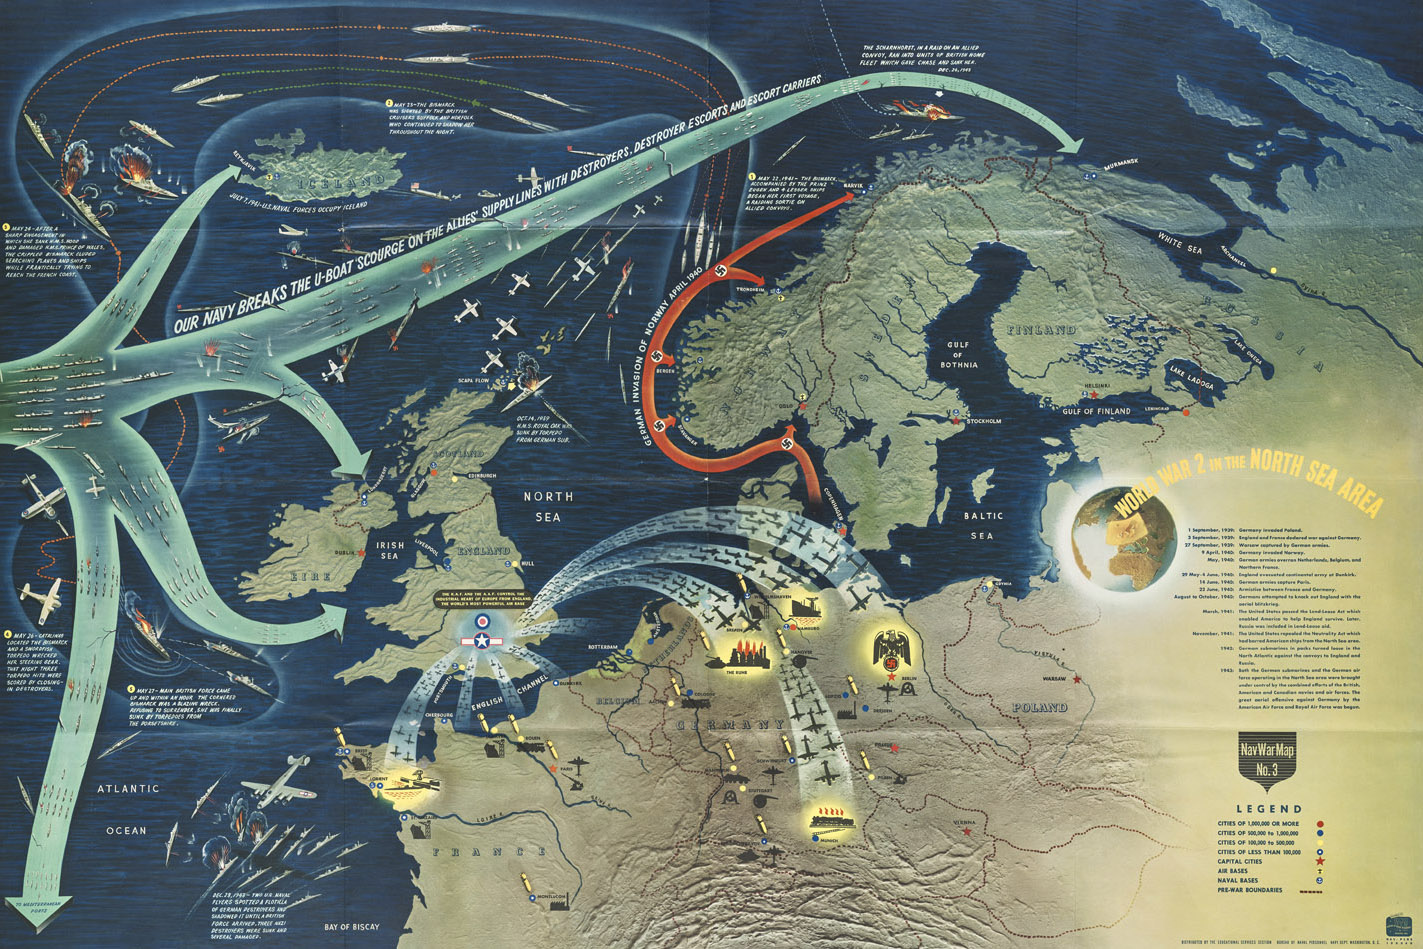 THE SCHARNHORST, IN A RAID ON AN ALLIED
CONVOY, RAN INTO UNITS OF BRITISH HOME
FLEET WHICH GAVE CHASE AND SANK HER.
DEC. 26, 1943
2 MAY 23-THE BISMARCK
WAS SIGHTED BY THE BRITISH
CRUISERS SUFFOLK AND NORFOLK
WHO CONTINUED TO SHADOW HER
THROUGHOUT THE NIGHT.
OUR NAVY BREAKS THE U-BOAT SCOURGE ON THE ALLIES' SUPPLY LINES WITH DESTROYERS, DESTROYER ESCORTS AND ESCORT CARRIERS
REYKJAVIK
ICELAND
JULY 7, 1941-U.S. NAVAL FORCES OCCUPY ICELAND
1 MAY 22, 1941- THE BISMARCK,
ACCOMPANIED BY THE PRINZ
EUGEN AND 4 LESSER SHIPS
BEGAN HER FIRST VOYAGE,
A RAIDING SORTIE ON
ALLIED CONVOYS.
NARVIK
MURMANSK
WHITE SEA
ARCHANGEL
DVINA R.
RUSSIA
3 MAY 24-AFTER A
SHARP ENGAGEMENT IN
WHICH SHE SANK H.M.S. HOOD
AND DAMAGED H.M.S. PRINCE OF WALES,
THE CRIPPLED BISMARCK ELUDED
SEARCHING PLANES AND SHIPS
WHILE FRANTICALLY TRYING TO
REACH THE FRENCH COAST.
GERMAN INVASION OF NORWAY APRIL 1940
TRONDHEIM
BERGEN
STAVANGER
OSLO
SWEDEN
FINLAND
GULF
OF
BOTHNIA
LAKE ONEGA
LAKE LADOGA
HELSINKI
GULF OF FINLAND
LENINGRAD
STOCKHOLM
SCAPA FLOW
OCT. 14, 1939
H.M.S. ROYAL OAK WAS
SUNK BY TORPEDO
FROM GERMAN SUB.
SCOTLAND
GLASGOW
EDINBURGH
NORTH
SEA
COPENHAGEN
BALTIC
SEA
DUBLIN
IRISH
SEA
LIVERPOOL
ENGLAND
HULL
EIRE
THE R.A.F. AND THE A.A.F. CONTROL THE
INDUSTRIAL HEART OF EUROPE FROM ENGLAND,
THE WORLD'S MOST POWERFUL AIR BASE
WORLD WAR 2 IN THE NORTH SEA AREA
1 September, 1939: Germany invaded Poland.
3 September, 1939: England and France declared war against Germany.
27 September, 1939: Warsaw captured by German armies.
9 April, 1940: Germany invaded Norway.
May, 1940: German armies overran Netherlands, Belgium, and
Northern France.
29 May-4 June, 1940: England evacuated continental army at Dunkirk.
14 June, 1940: German armies capture Paris.
22 June, 1940: Armistice between France and Germany.
August to October, 1940: Germans attempted to knock out England with the
aerial blitzkrieg.
March, 1941: The United States passed the Lend-Lease Act which
enabled America to help England survive. Later,
Russia was included in Lend-Lease aid.
November, 1941: The United States repealed the Neutrality Act which
had barred American ships from the North Sea area.
1942: German submarines in packs turned loose in the
North Atlantic against the convoys to England and
Russia.
1943: Both the German submarines and the German air
force operating in the North Sea area were brought
under control by the combined efforts of the British,
American and Canadian navies and air forces. The
great aerial offensive against Germany by the
American Air Force and Royal Air Force was begun.
4 MAY 26-CATALINAS
LOCATED THE BISMARCK
AND A SWORDFISH
TORPEDO WRECKED
HER STEERING GEAR.
THAT NIGHT THREE
TORPEDO HITS WERE
SCORED BY CLOSING-
IN DESTROYERS.
5 MAY 27-MAIN BRITISH FORCE CAME
UP AND WITHIN AN HOUR THE CORNERED
BISMARCK WAS A BLAZING WRECK.
REFUSING TO SURRENDER, SHE WAS FINALLY
SUNK BY TORPEDOES FROM
THE DORSETSHIRE.
PORTSMOUTH
ENGLISH CHANNEL
DUNKIRK
CHERBOURG
ROTTERDAM
NETHERLANDS
BELGIUM
WILHELMSHAVEN
BREMEN
HAMBURG
HANOVER
THE RUHR
COLOGNE
BERLIN
LEIPZIG
DRESDEN
GERMANY
GDYNIA
VISTULA R.
WARSAW
POLAND
PRAGUE
PILSEN
SCHWEINFURT
STUTTGART
MUNICH
VIENNA
BREST
LORIENT
ROUEN
PARIS
LOIRE R.
FRANCE
MONTLUCON
BAY OF BISCAY
ATLANTIC
OCEAN
TO MEDITERRANEAN
PORTS
DEC. 28, 1943- TWO U.S. NAVAL
FLYERS SPOTTED A FLOTILLA
OF GERMAN DESTROYERS AND
SHADOWED IT UNTIL A BRITISH
FORCE ARRIVED. THREE NAZI
DESTROYERS WERE SUNK AND
SEVERAL DAMAGED.
NavWarMap
No. 3
LEGEND
CITIES OF 1,000,000 OR MORE
CITIES OF 500,000 to 1,000,000
CITIES OF 100,000 to 500,000
CITIES OF LESS THAN 100,000
CAPITAL CITIES
AIR BASES
NAVAL BASES
PRE-WAR BOUNDARIES
DISTRIBUTED BY THE EDUCATIONAL SERVICES SECTION BUREAU OF NAVAL PERSONNEL NAVY DEPT. WASHINGTON, D.C.